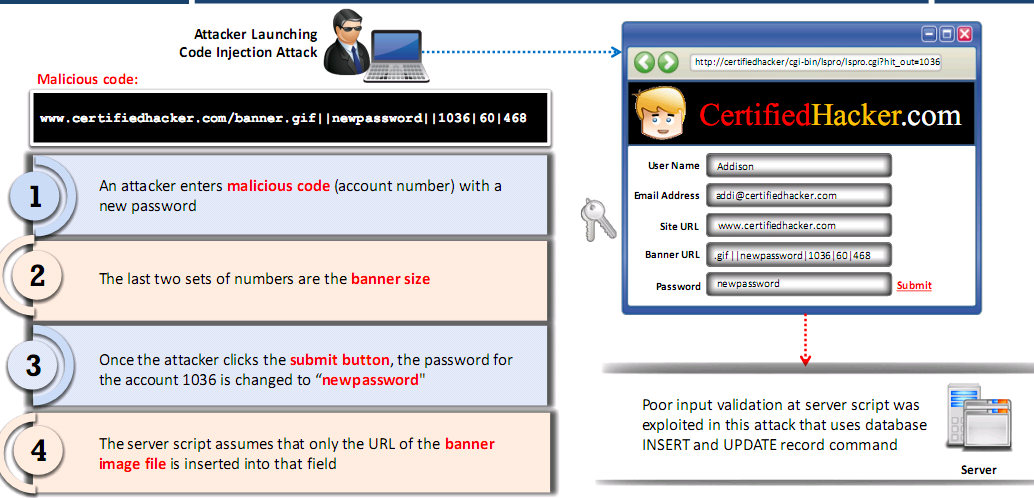 Attacker Launching
Code Injection Attack
Malicious code:
www.certifiedhacker.com/banner.gif||newpassword||1036|60|468
1
An attacker enters malicious code (account number) with a
new password
2
The last two sets of numbers are the banner size
3
Once the attacker clicks the submit button, the password for
the account 1036 is changed to “newpassword"
4
The server script assumes that only the URL of the banner
image file is inserted into that field
http://certifiedhacker/cgi-bin/lspro/lspro.cgi?hit_out=1036
CertifiedHacker.com
User Name Addison
Email Address addi@certifiedhacker.com
Site URL www.certifiedhacker.com
Banner URL .gif||newpassword|1036|60|468
Password newpassword Submit
Poor input validation at server script was
exploited in this attack that uses database
INSERT and UPDATE record command
Server